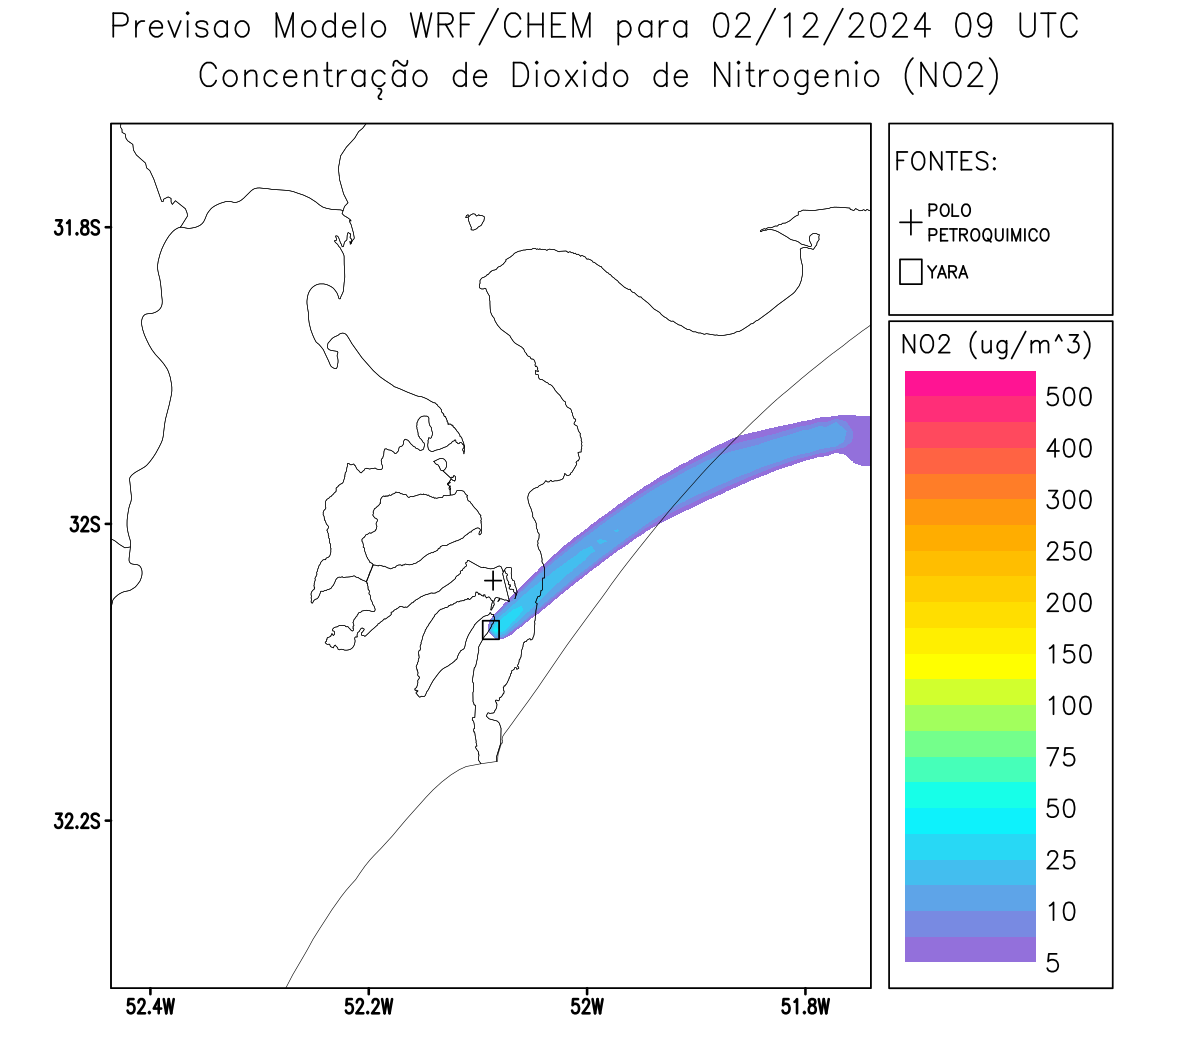 Previsao Modelo WRF/CHEM para 02/12/2024 09 UTC
Concentração de Dioxido de Nitrogenio (NO2)
FONTES:
POLO
PETROQUIMICO
YARA
31.8S
32S
32.2S
52.4W
52.2W
52W
51.8W
NO2 (ug/m^3)
500
400
300
250
200
150
100
75
50
25
10
5